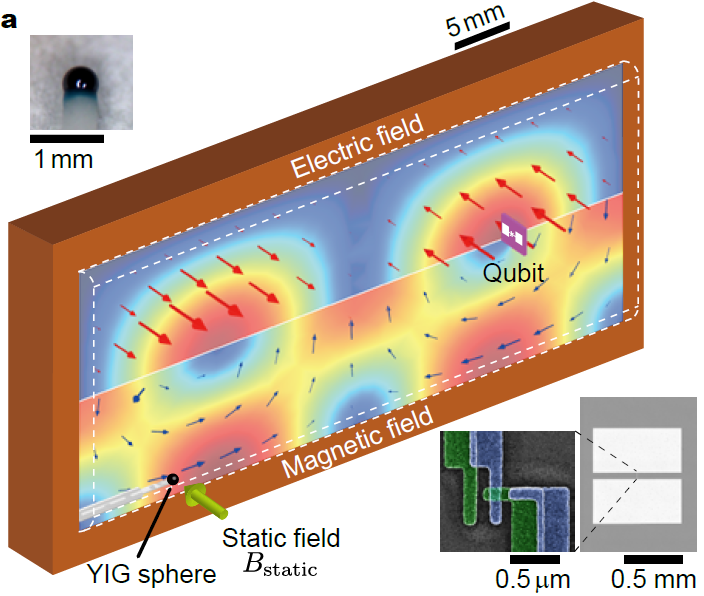 a
5 mm
1 mm
Electric field
Qubit
Magnetic field
Static field
B_static
YIG sphere
0.5 μm
0.5 mm